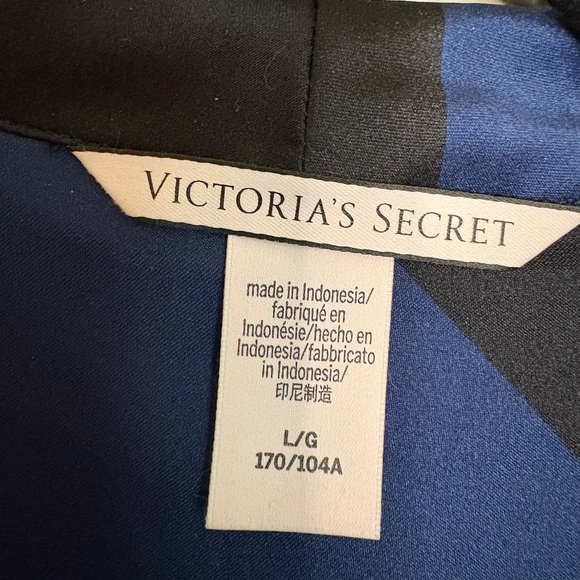 VICTORIA'S SECRET
made in Indonesia/
fabriqué en
Indonésie/hecho en
Indonesia/fabbricato
in Indonesia/
印尼制造
L/G
170/104A